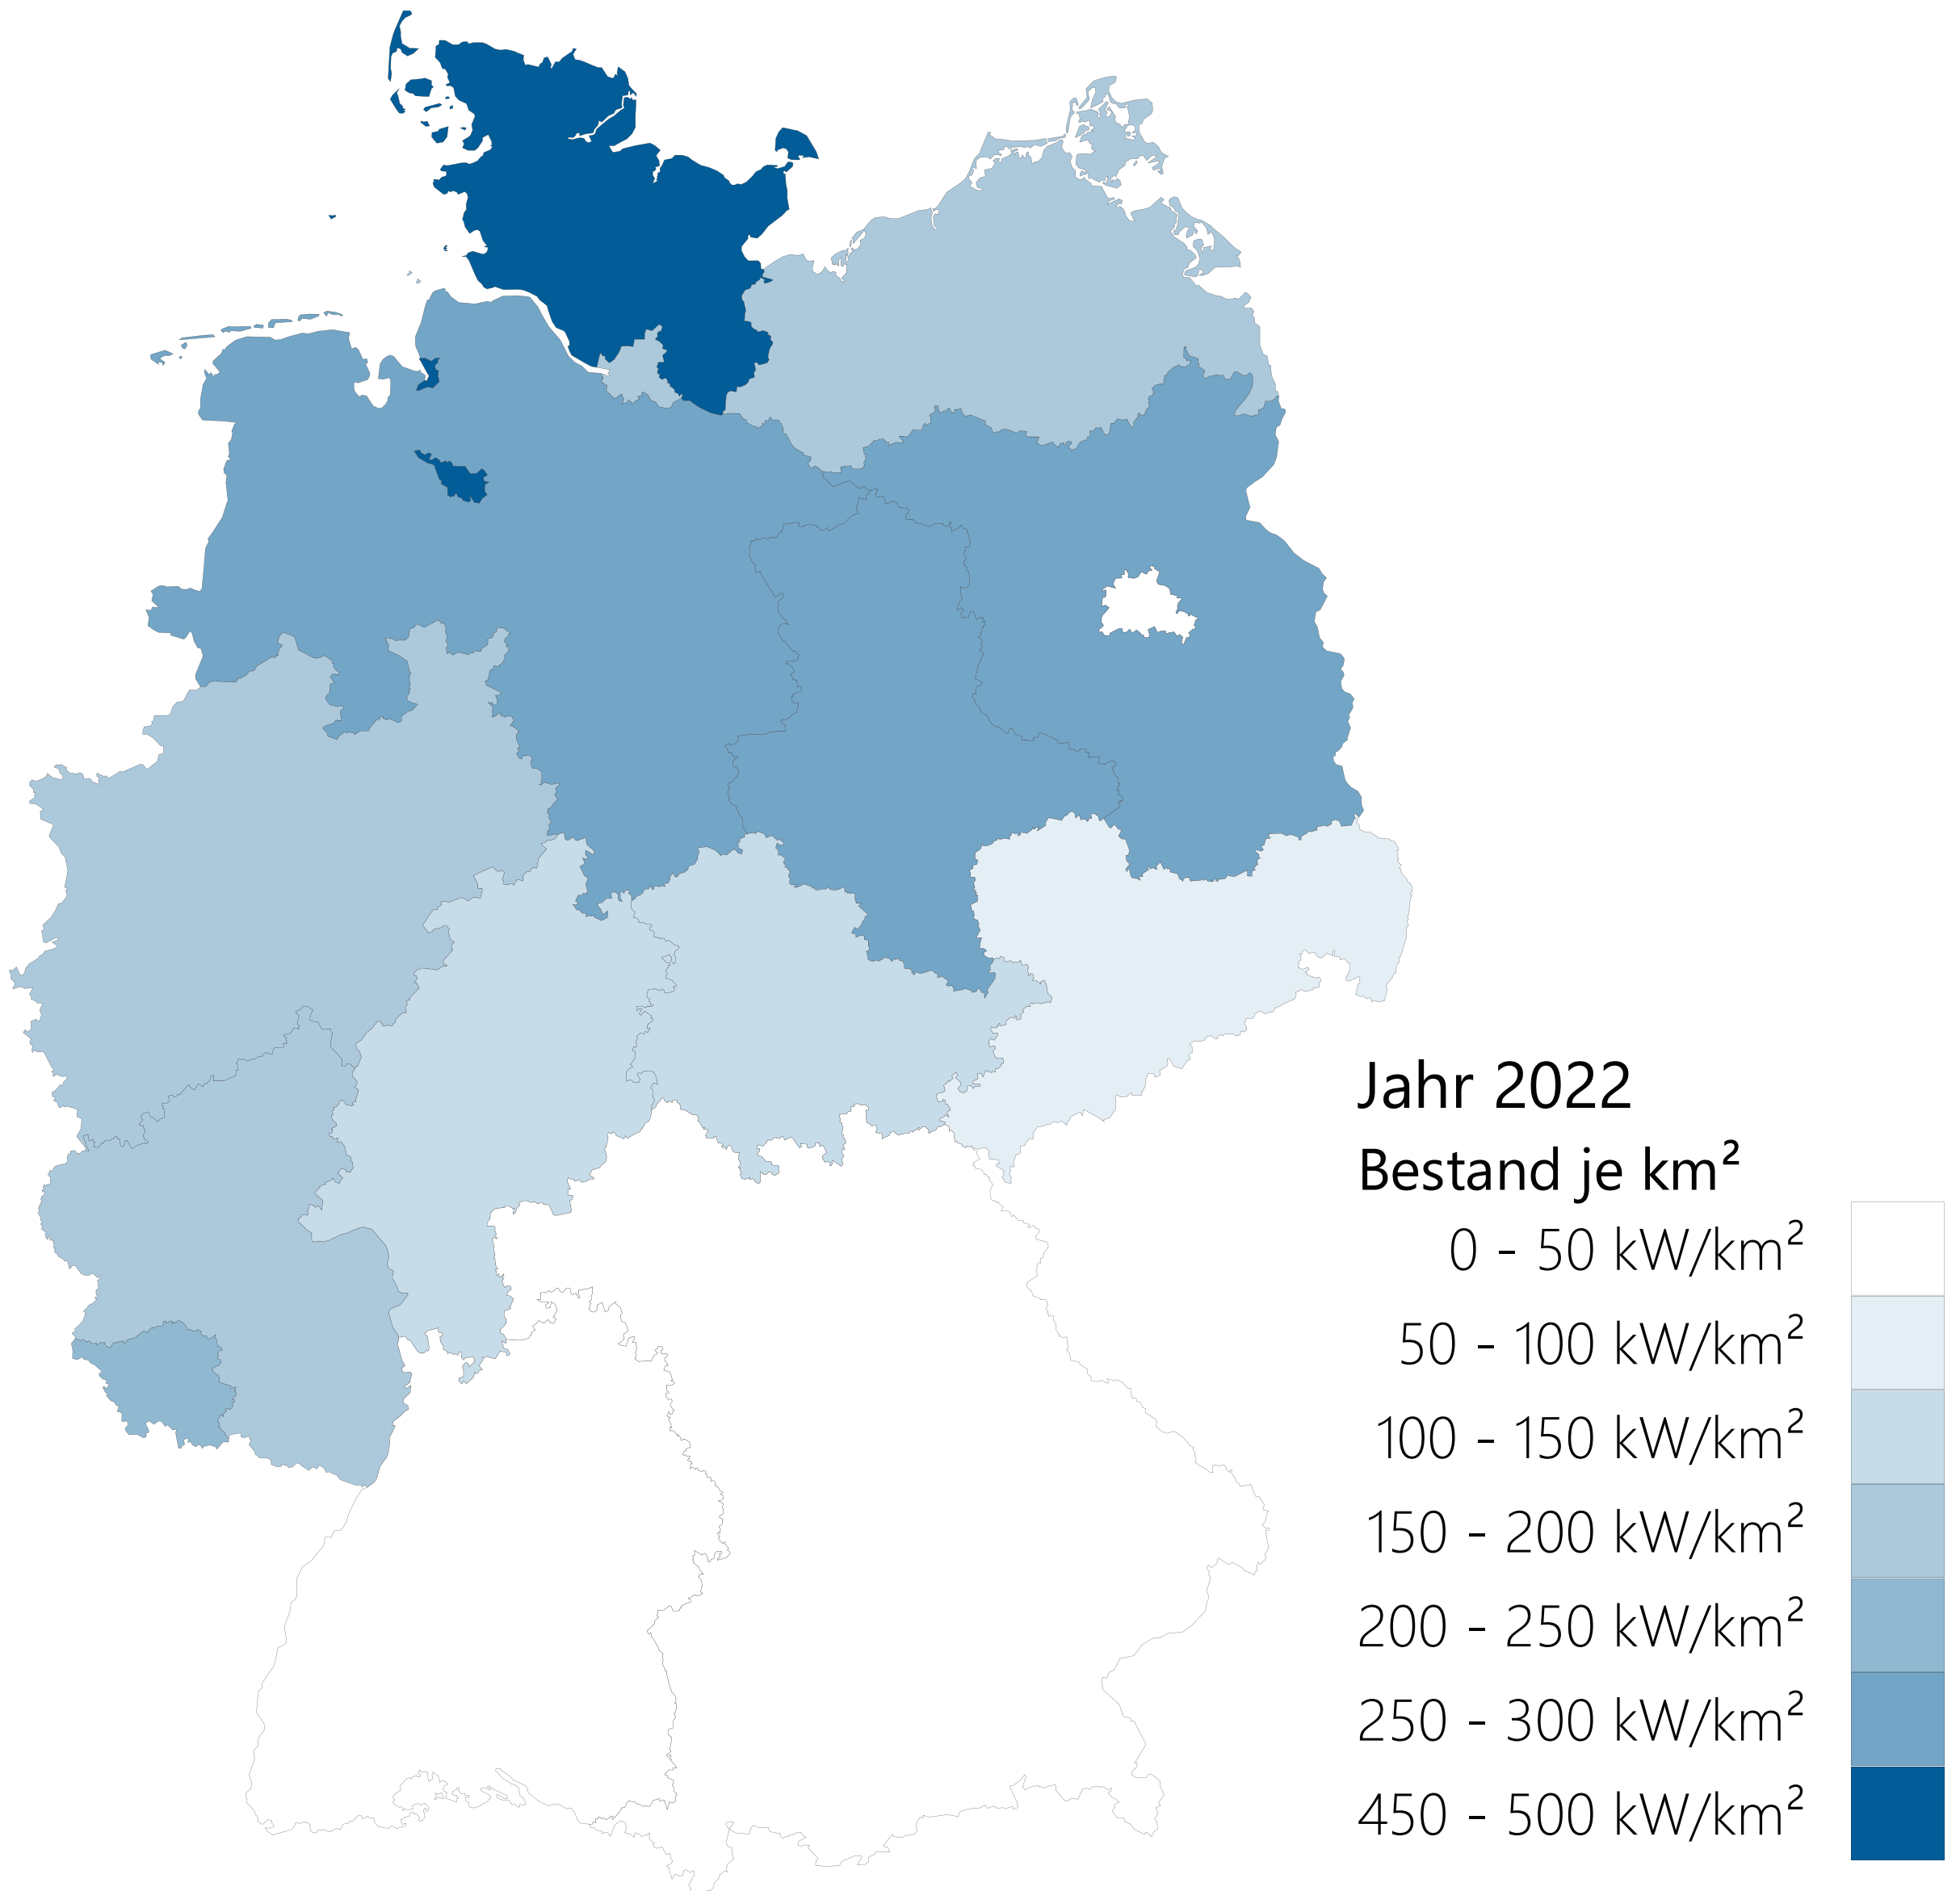 Jahr 2022
Bestand je km²
0 - 50 kW/km²
50 - 100 kW/km²
100 - 150 kW/km²
150 - 200 kW/km²
200 - 250 kW/km²
250 - 300 kW/km²
450 - 500 kW/km²